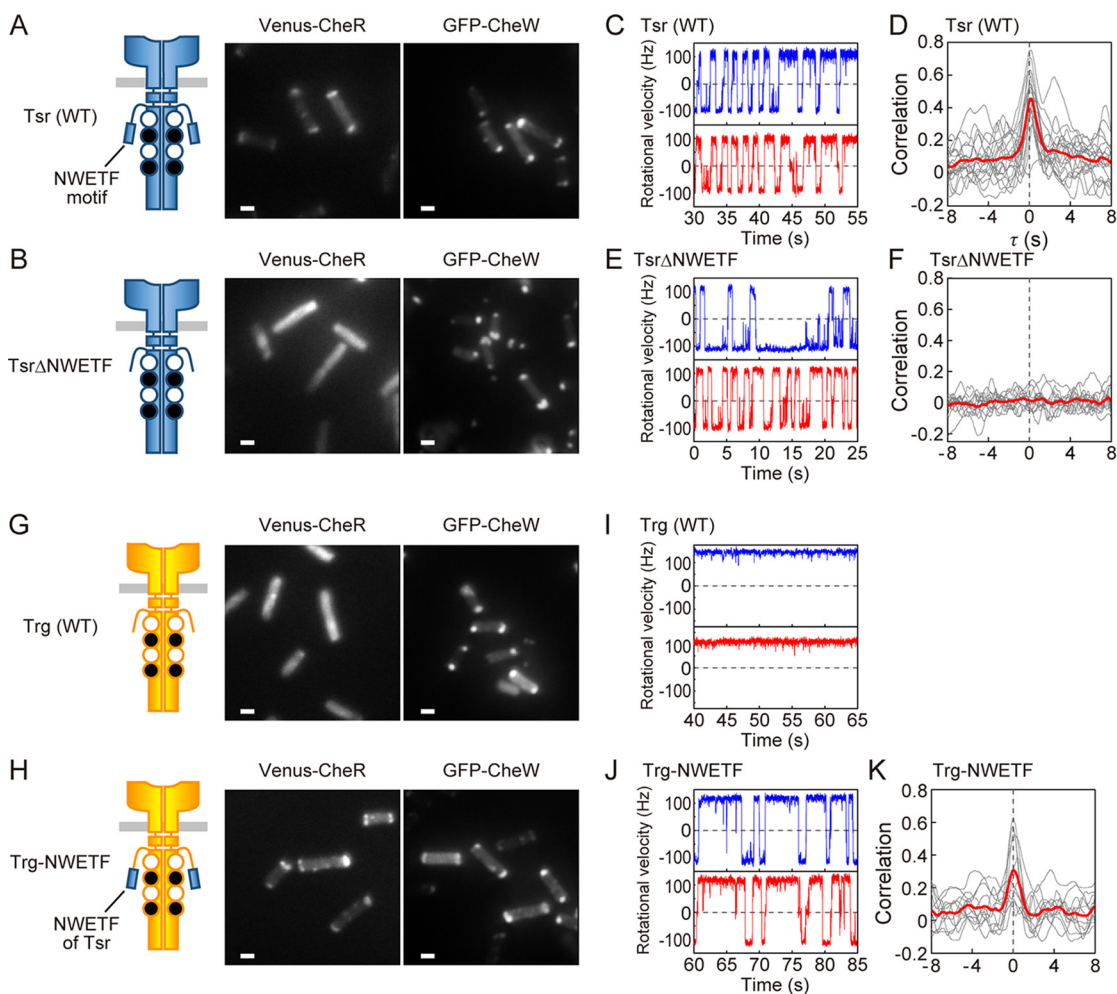 A
Tsr (WT)
NWETF
motif
Venus-CheR
GFP-CheW
C
Tsr (WT)
Rotational velocity (Hz)
100
0
-100
100
0
-100
30 35 40 45 50 55
Time (s)
D
Tsr (WT)
Correlation
0.8
0.6
0.4
0.2
0
-0.2
-8 -4 0 4 8
τ (s)
B
TsrΔNWETF
Venus-CheR
GFP-CheW
E
TsrΔNWETF
Rotational velocity (Hz)
100
0
-100
100
0
-100
0 5 10 15 20 25
Time (s)
F
TsrΔNWETF
Correlation
0.8
0.6
0.4
0.2
0
-0.2
-8 -4 0 4 8
G
Trg (WT)
Venus-CheR
GFP-CheW
I
Trg (WT)
Rotational velocity (Hz)
100
0
-100
100
0
-100
40 45 50 55 60 65
Time (s)
H
Trg-NWETF
NWETF
of Tsr
Venus-CheR
GFP-CheW
J
Trg-NWETF
Rotational velocity (Hz)
100
0
-100
100
0
-100
60 65 70 75 80 85
Time (s)
K
Trg-NWETF
Correlation
0.8
0.6
0.4
0.2
0
-0.2
-8 -4 0 4 8